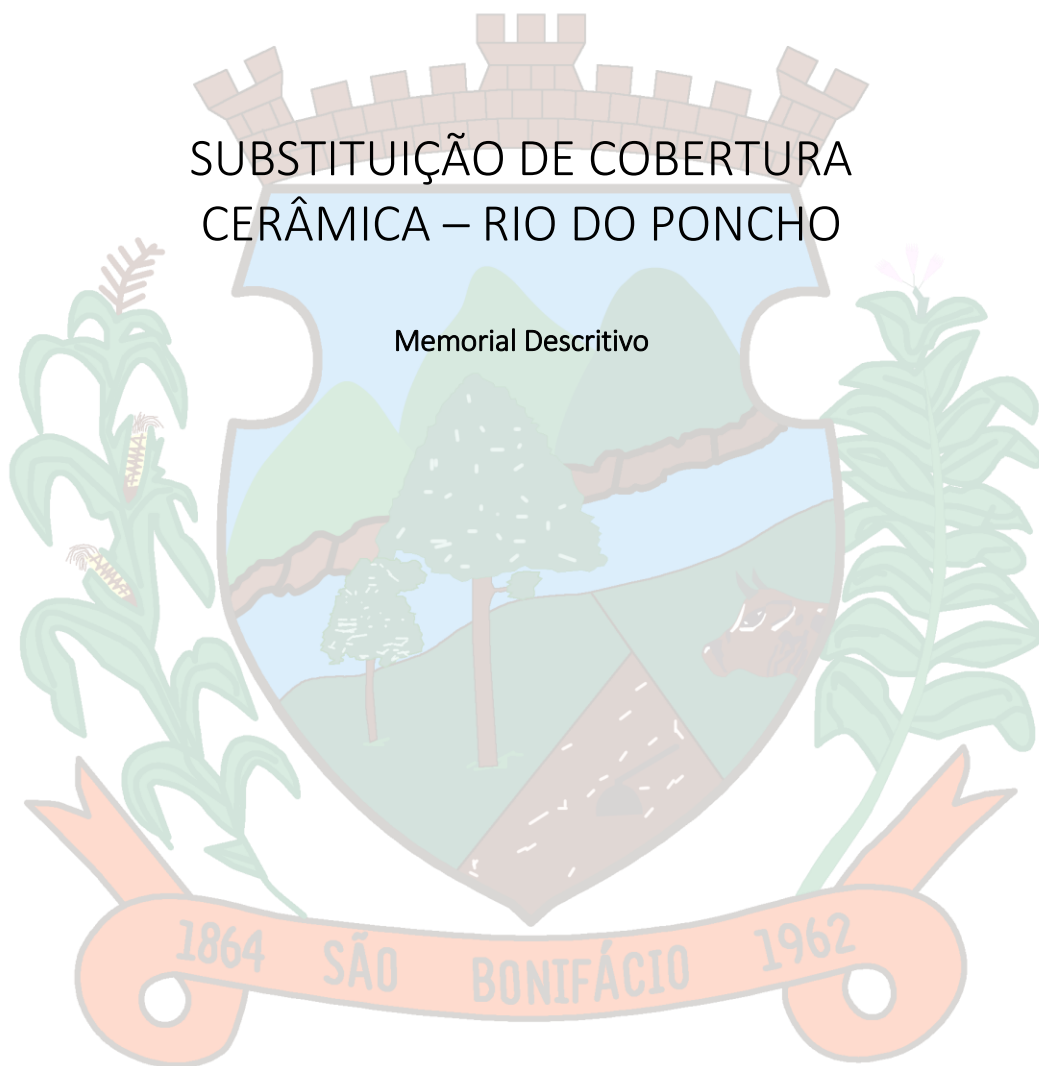 SUBSTITUIÇÃO DE COBERTURA
CERÂMICA – RIO DO PONCHO
Memorial Descritivo
1864 SÃO BONIFÁCIO 1962